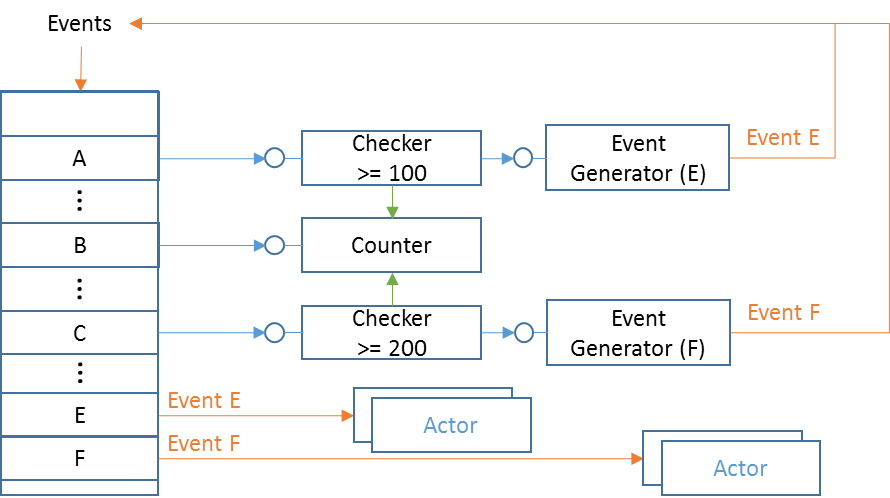 Events
A
Checker
>= 100
Event
Generator (E)
Event E
⋮
B
Counter
⋮
C
Checker
>= 200
Event
Generator (F)
Event F
⋮
E
Event E
Actor
F
Event F
Actor